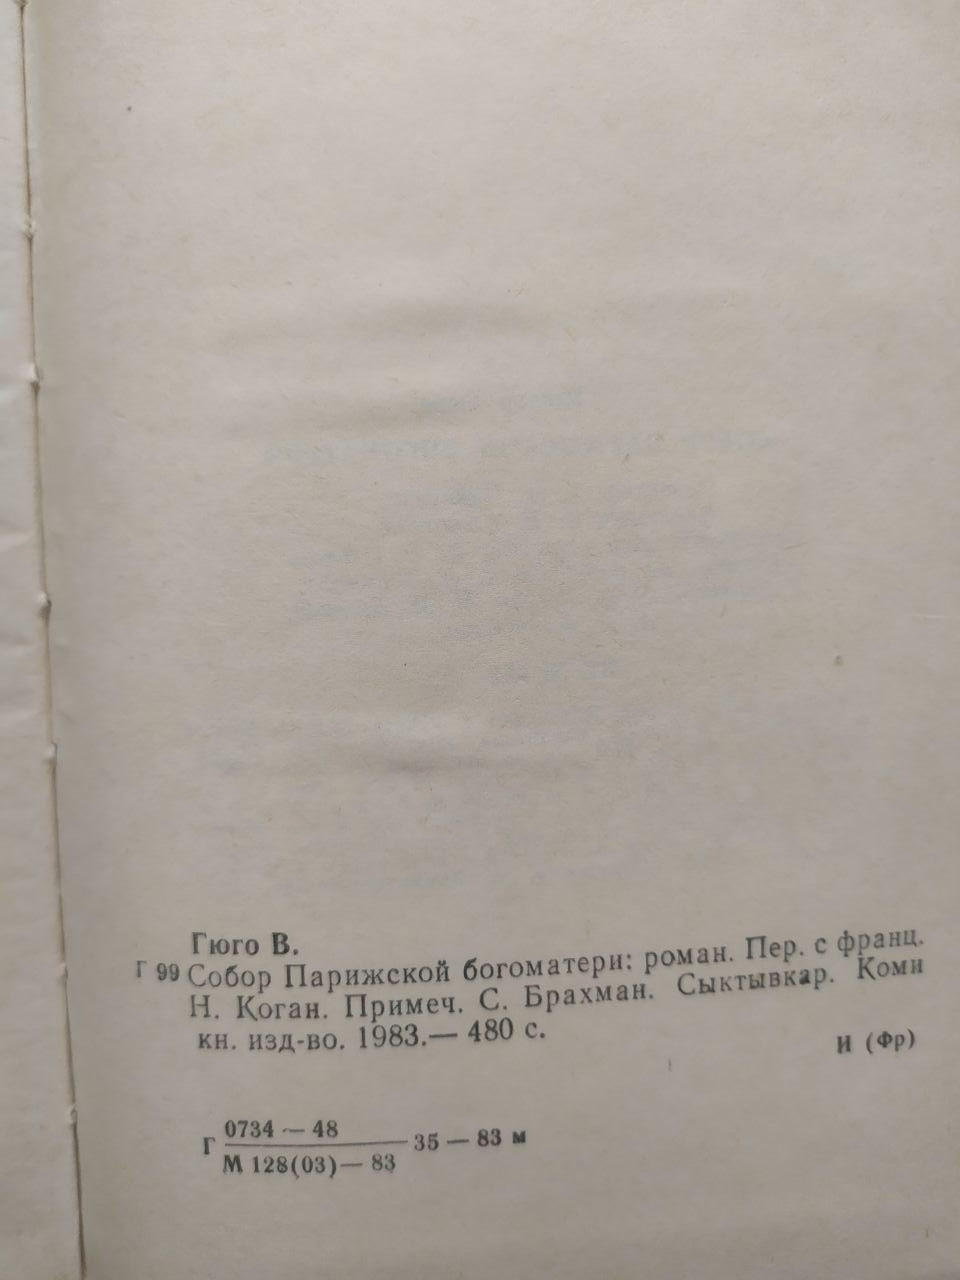 Гюго В.
Г 99 Собор Парижской богоматери: роман. Пер. с франц.
Н. Коган. Примеч. С. Брахман. Сыктывкар. Коми
кн. изд-во. 1983.— 480 с.
И (Фр)
0734 — 48
Г 35 — 83 м
М 128(03)— 83